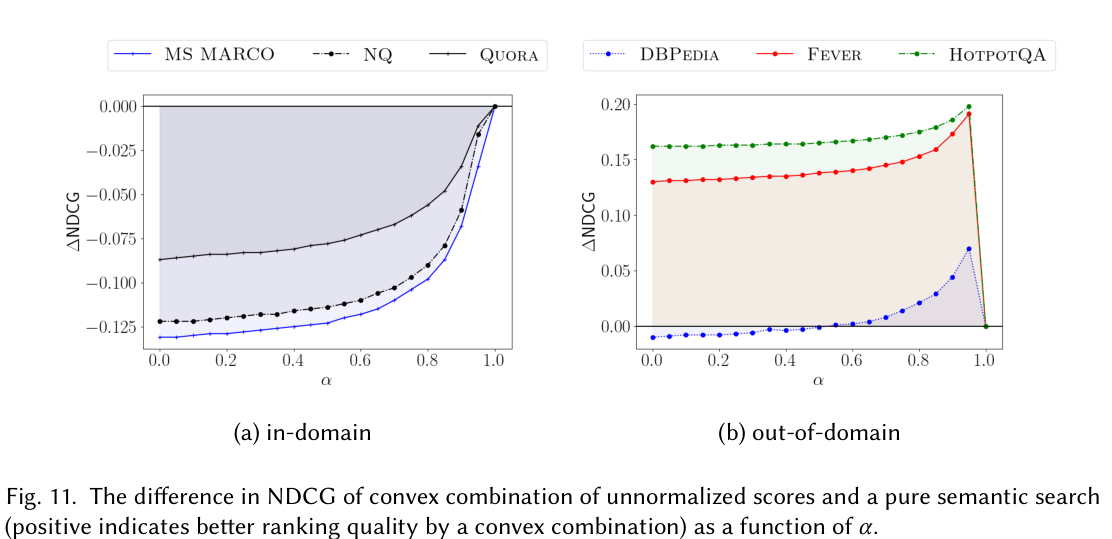 MS MARCO NQ QUORA
DBPEDIA FEVER HOTPOTQA
0.000
−0.025
−0.050
−0.075
−0.100
−0.125
ΔNDCG
0.0 0.2 0.4 0.6 0.8 1.0
α
0.20
0.15
0.10
0.05
0.00
ΔNDCG
0.0 0.2 0.4 0.6 0.8 1.0
α
(a) in-domain
(b) out-of-domain
Fig. 11. The difference in NDCG of convex combination of unnormalized scores and a pure semantic search
(positive indicates better ranking quality by a convex combination) as a function of α.